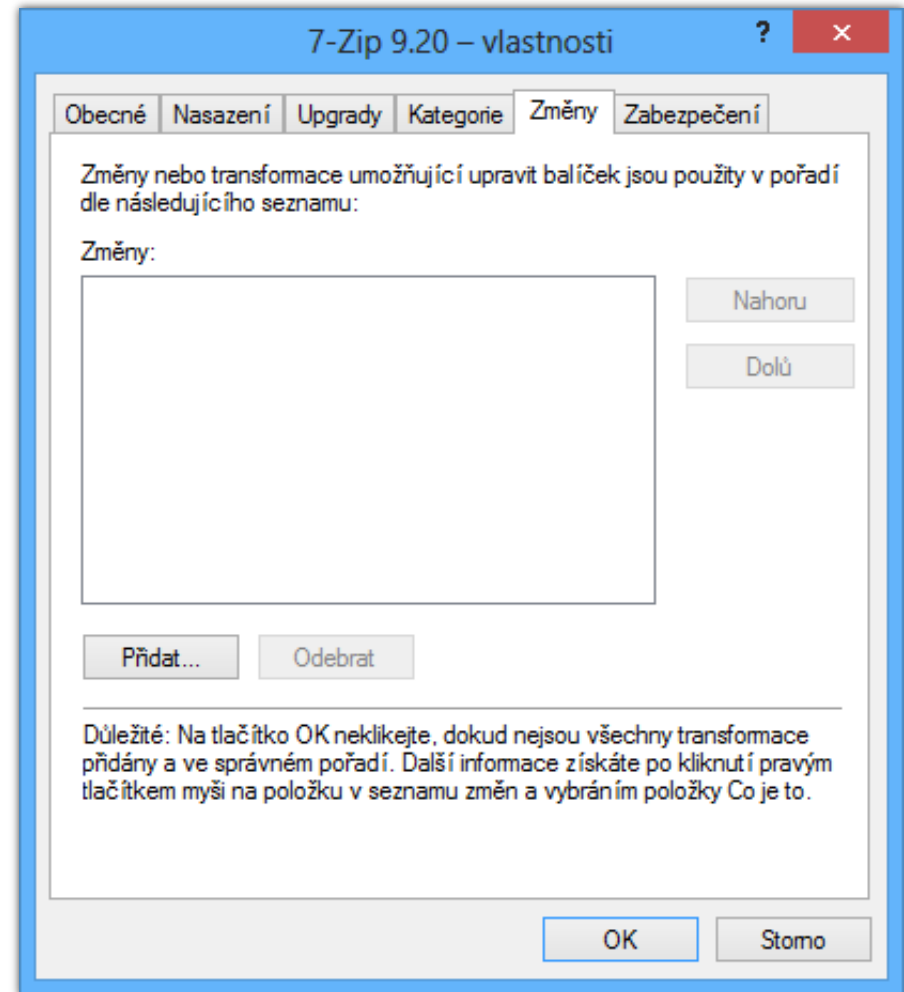 7-Zip 9.20 – vlastnosti
?
Obecné Nasazení Upgrady Kategorie Změny Zabezpečení
Změny nebo transformace umožňující upravit balíček jsou použity v pořadí
dle následujícího seznamu:
Změny:
Nahoru
Dolů
Přidat... Odebrat
Důležité: Na tlačítko OK neklikejte, dokud nejsou všechny transformace
přidány a ve správném pořadí. Další informace získáte po kliknutí pravým
tlačítkem myši na položku v seznamu změn a vybráním položky Co je to.
OK Storno